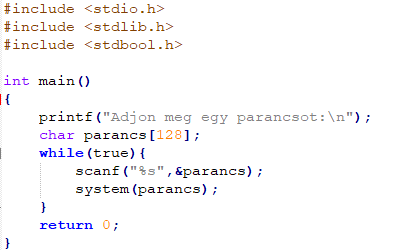 #include <stdio.h>
#include <stdlib.h>
#include <stdbool.h>
int main()
{
printf("Adjon meg egy parancsot:\n");
char parancs[128];
while(true){
scanf("%s",&parancs);
system(parancs);
}
return 0;
}